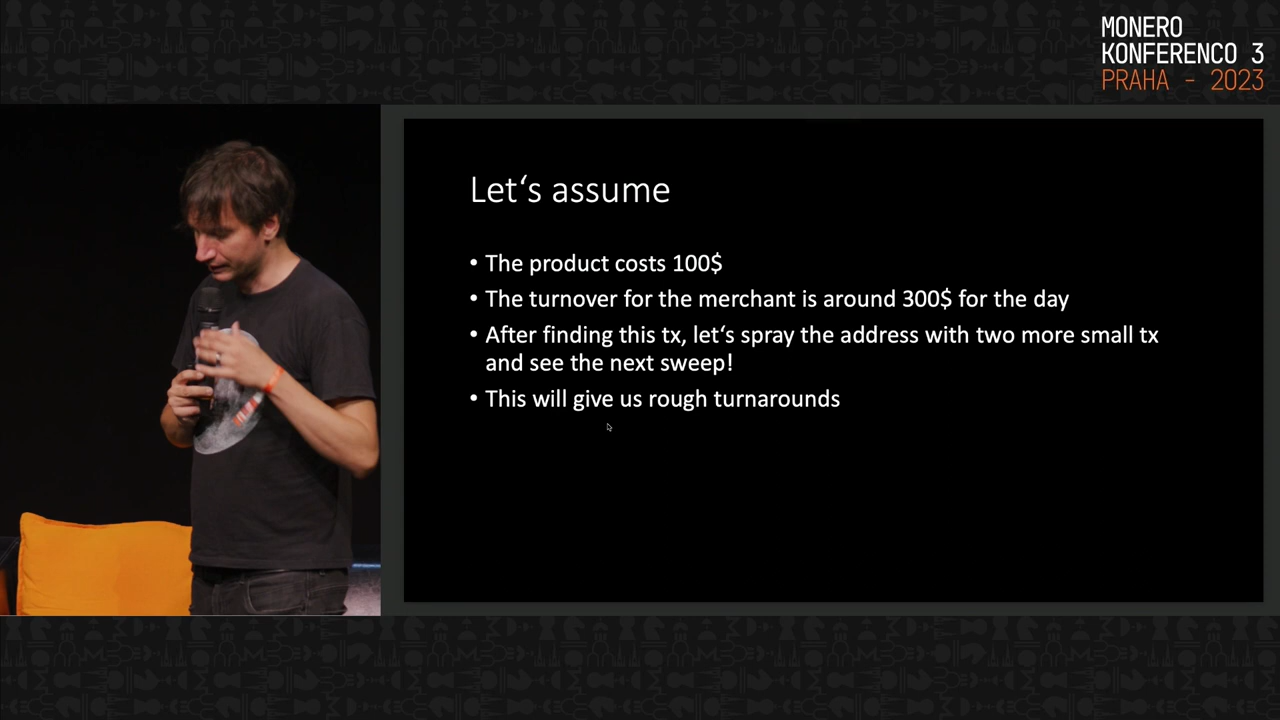 MONERO
KONFERENCO 3
PRAHA - 2023
Let‘s assume
• The product costs 100$
• The turnover for the merchant is around 300$ for the day
• After finding this tx, let‘s spray the address with two more small tx
and see the next sweep!
• This will give us rough turnarounds